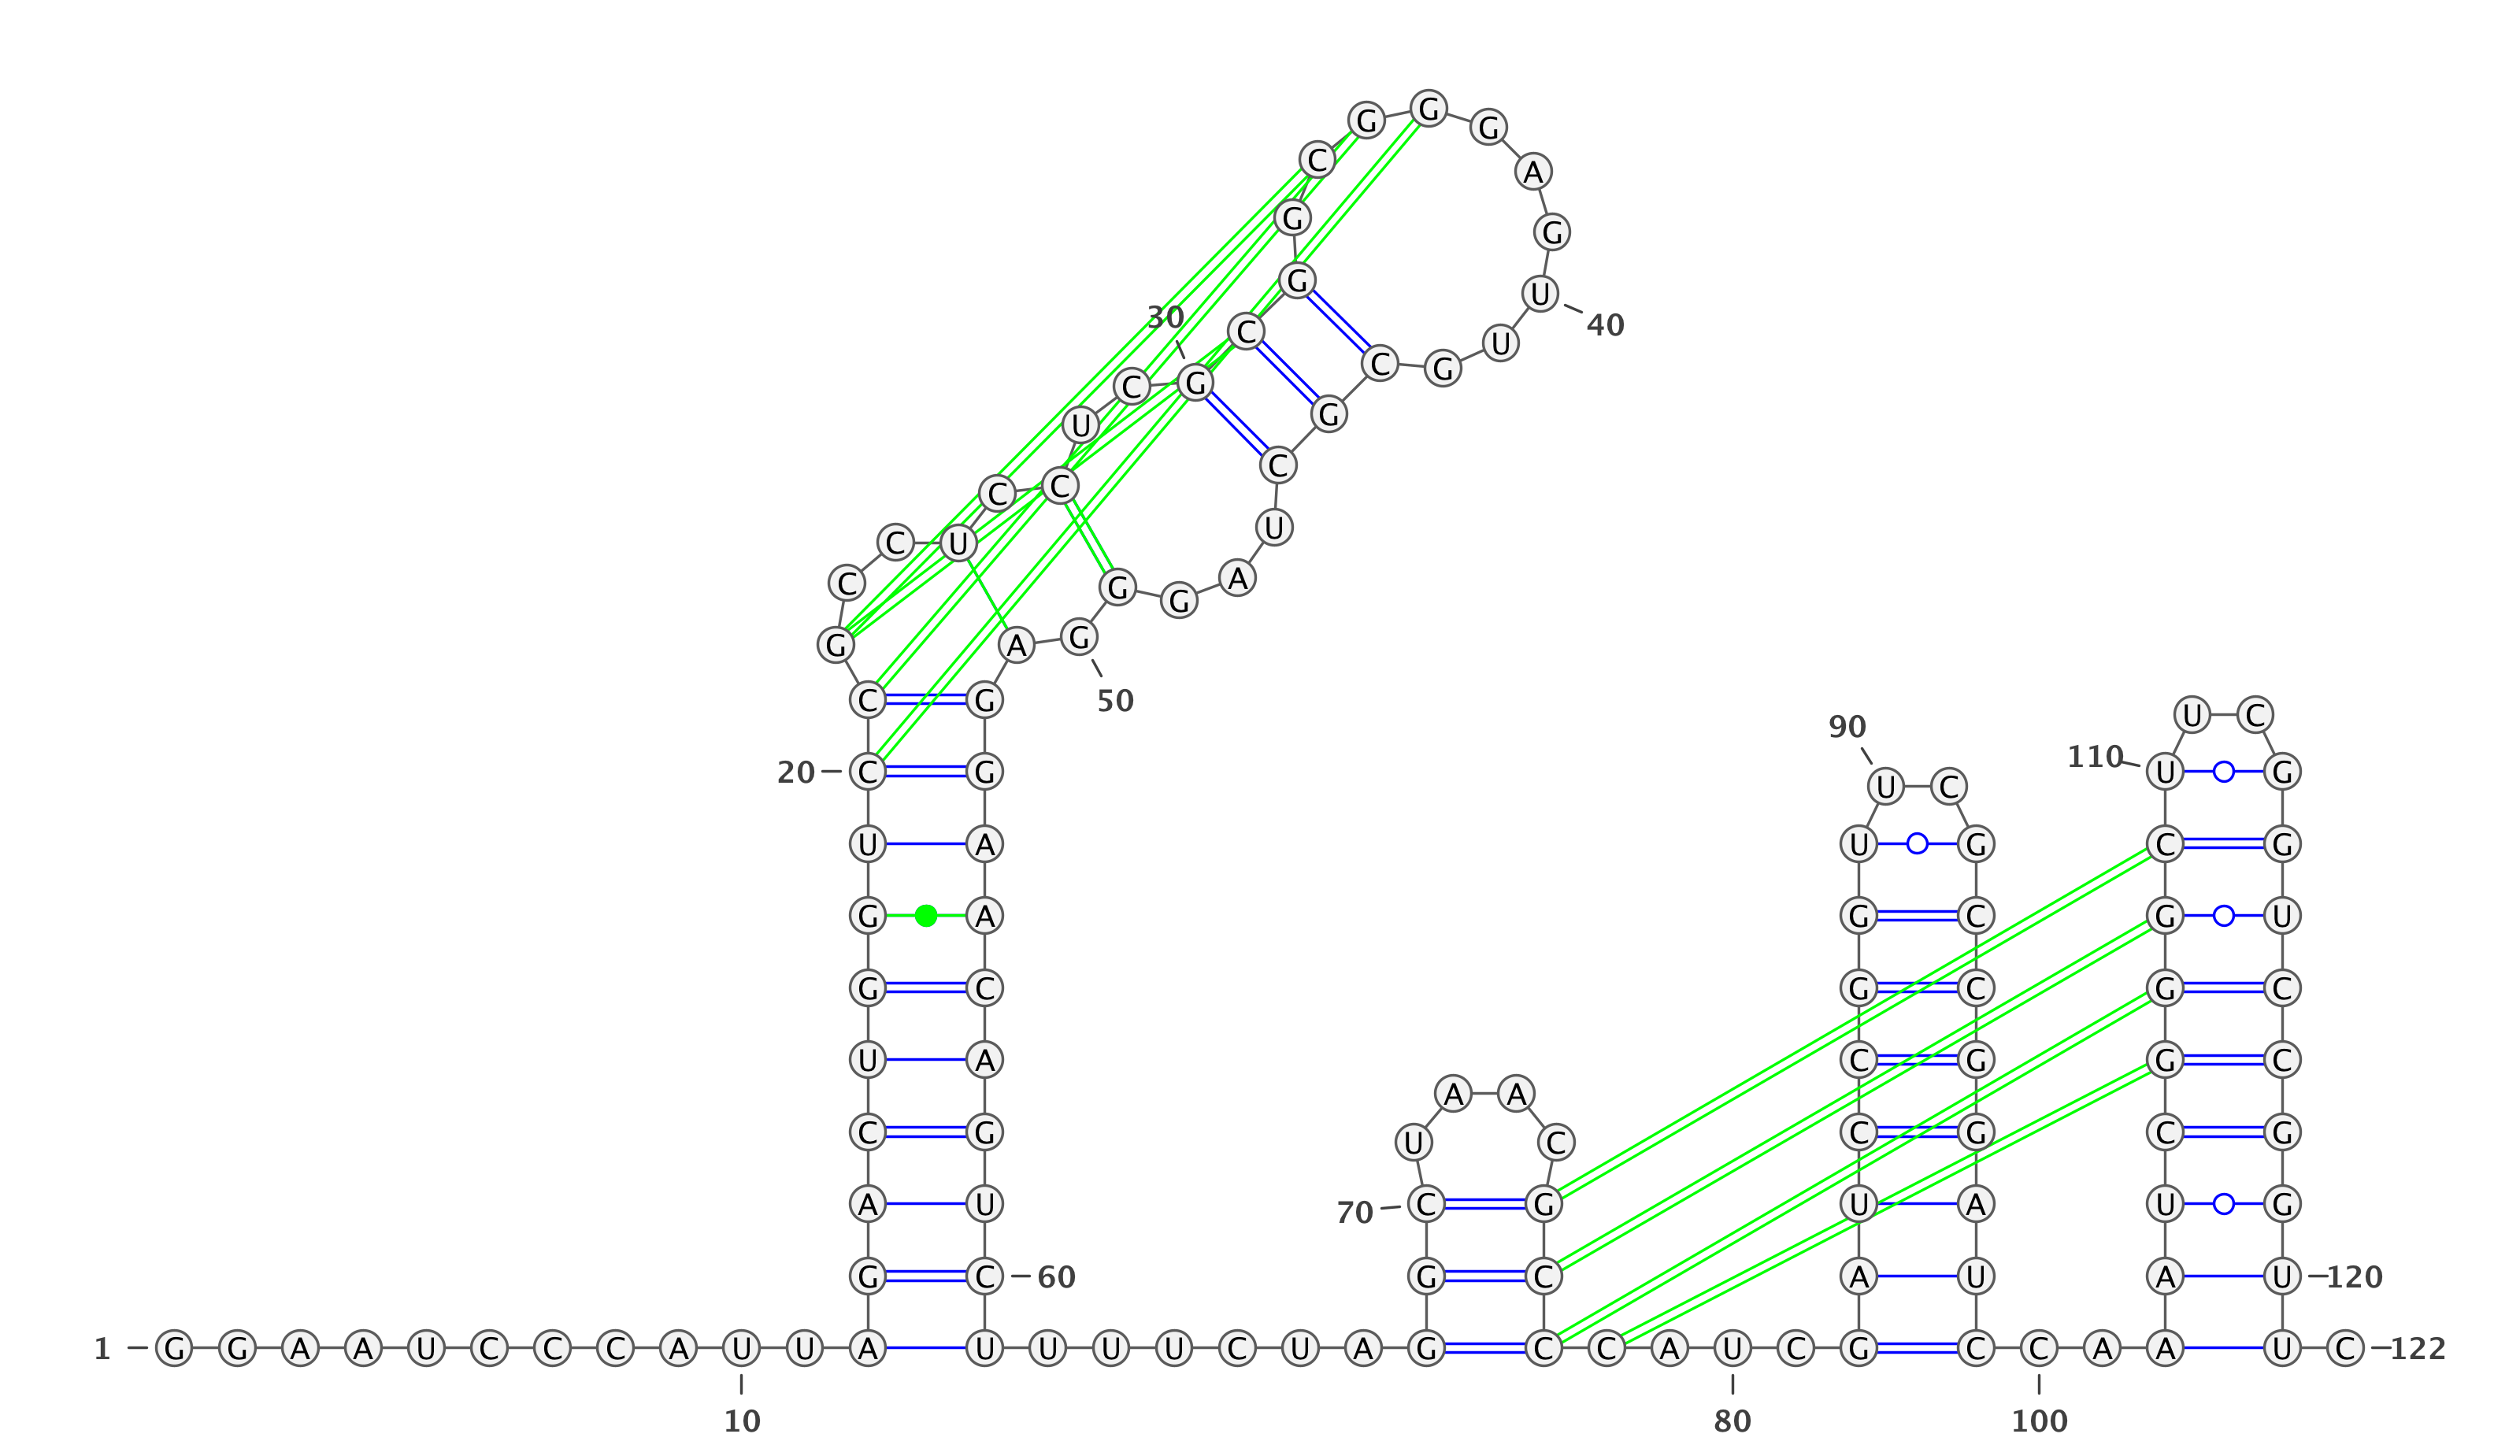 G G G
C A
G G
G U
30 40
C U
C G
C G
U G
C
C C
C U U
C G G A
G A G
C G 50
U C
90
110
20 C G U G
U C
U A U G C G
G A G C G U
G C G C G C
U A C G G C
A A
C G U C C G C G
A U 70 C G U A U G
G C 60 G C A U A U 120
1 G G A A U C C C A U U A U U U U C U A G C C A U C G C C A A U C 122
10 80 100